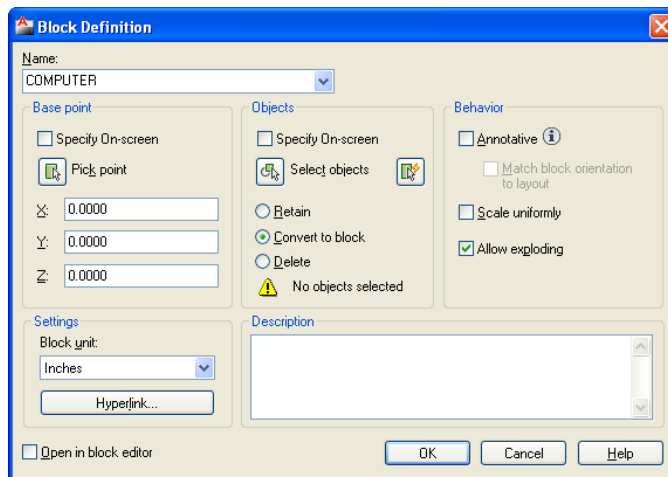 Block Definition
Name:
COMPUTER
Base point
Specify On-screen
Pick point
X: 0.0000
Y: 0.0000
Z: 0.0000
Objects
Specify On-screen
Select objects
Retain
Convert to block
Delete
No objects selected
Behavior
Annotative
Match block orientation
to layout
Scale uniformly
Allow exploding
Settings
Block unit:
Inches
Hyperlink...
Description
Open in block editor
OK
Cancel
Help